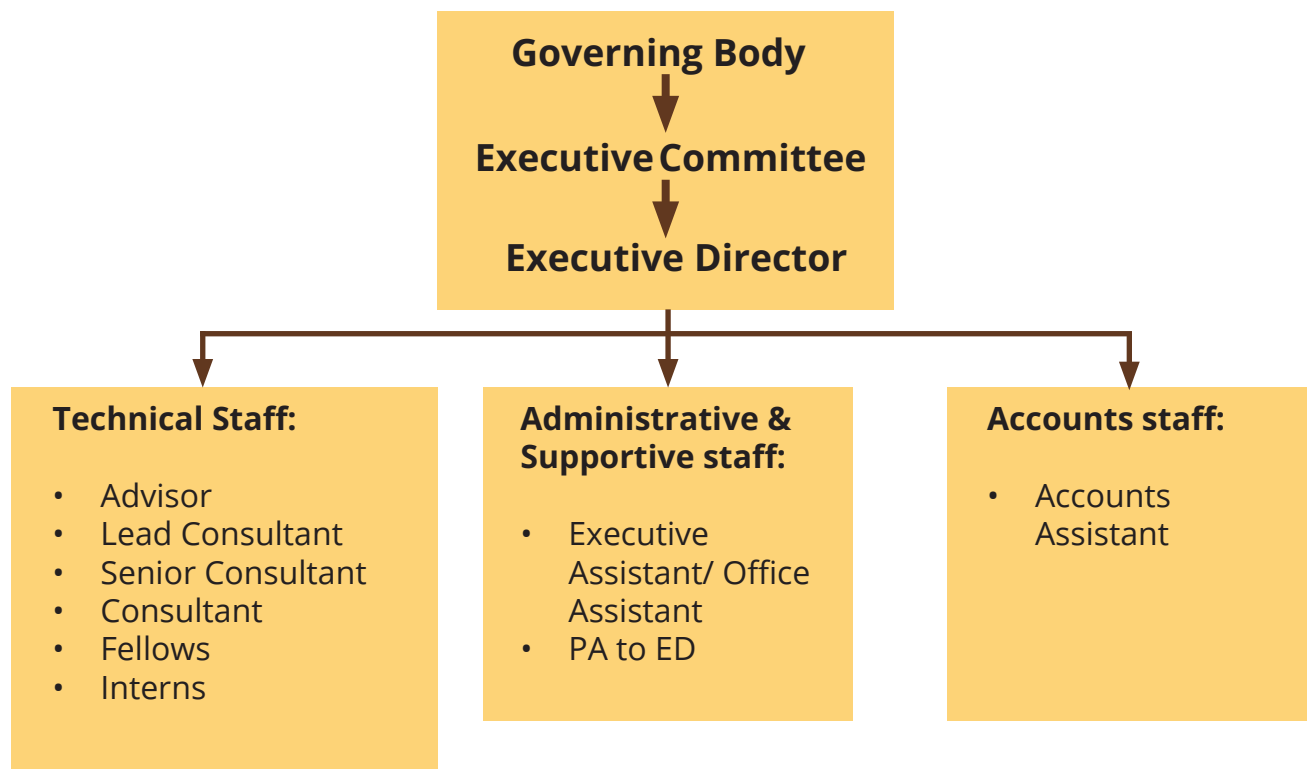 Governing Body
Executive Committee
Executive Director
Technical Staff:
• Advisor
• Lead Consultant
• Senior Consultant
• Consultant
• Fellows
• Interns
Administrative &
Supportive staff:
• Executive
Assistant/ Office
Assistant
• PA to ED
Accounts staff:
• Accounts
Assistant